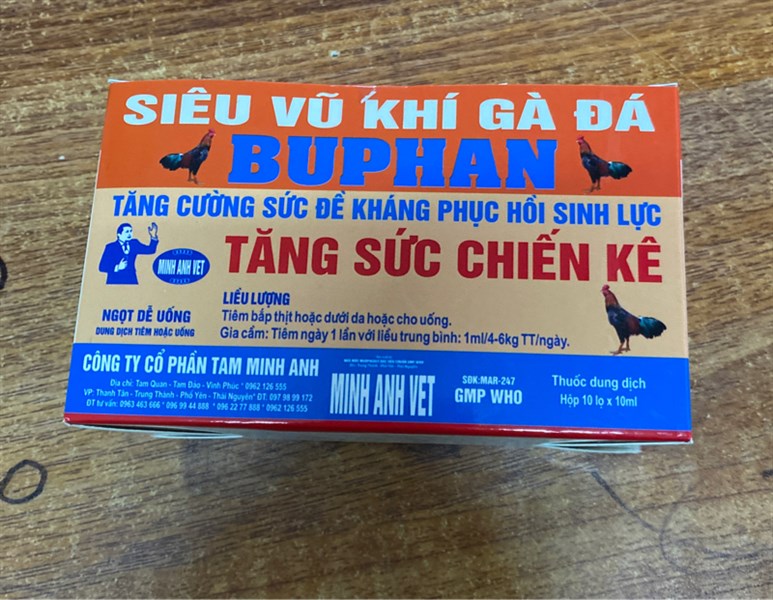 SIÊU VŨ KHÍ GÀ ĐÁ
BUPHAN
TĂNG CƯỜNG SỨC ĐỀ KHÁNG PHỤC HỒI SINH LỰC
TĂNG SỨC CHIẾN KÊ
MINH ANH VET
NGỌT DỄ UỐNG
DUNG DỊCH TIÊM HOẶC UỐNG
LIỀU LƯỢNG
Tiêm bắp thịt hoặc dưới da hoặc cho uống.
Gia cầm: Tiêm ngày 1 lần với liều trung bình: 1ml/4-6kg TT/ngày.
CÔNG TY CỔ PHẦN TAM MINH ANH
Địa chỉ: Tam Quan - Tam Đảo - Vĩnh Phúc * 0962 126 555
VP: Thanh Tân - Trung Thành - Phổ Yên - Thái Nguyên* ĐT: 097 98 99 172
ĐT tư vấn: 0963 463 666 * 096 99 44 888 * 096 22 77 888 * 0962 126 555
MINH ANH VET
SĐK:MAR-247
GMP WHO
Thuốc dung dịch
Hộp 10 lọ x 10ml